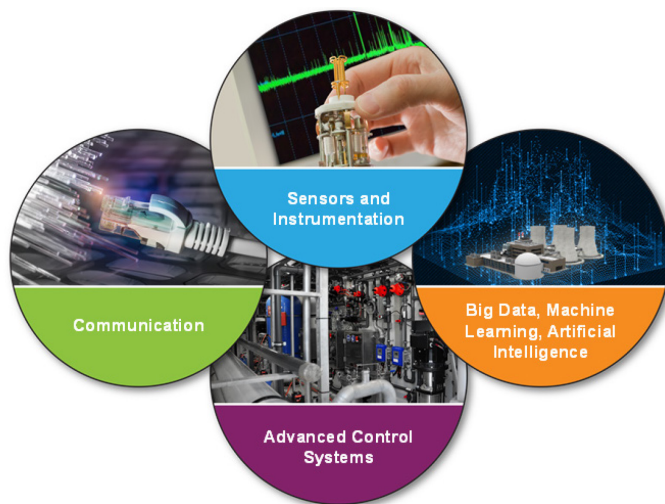 Sensors and
Instrumentation
Communication
Big Data, Machine
Learning, Artificial
Intelligence
Advanced Control
Systems